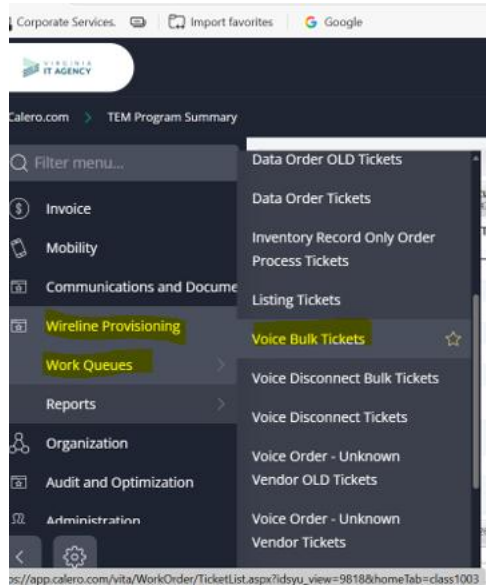 Corporate Services.
Import favorites
Google
VIRGINIA
IT AGENCY
Calero.com > TEM Program Summary
Filter menu...
Invoice
Mobility
Communications and Docume
Wireline Provisioning
Work Queues
Reports
Organization
Audit and Optimization
Administration
Data Order OLD Tickets
Data Order Tickets
Inventory Record Only Order
Process Tickets
Listing Tickets
Voice Bulk Tickets
Voice Disconnect Bulk Tickets
Voice Disconnect Tickets
Voice Order - Unknown
Vendor OLD Tickets
Voice Order - Unknown
Vendor Tickets
ps://app.calero.com/vita/WorkOrder/TicketList.aspx?idsyu_view=9818&homeTab=class1003